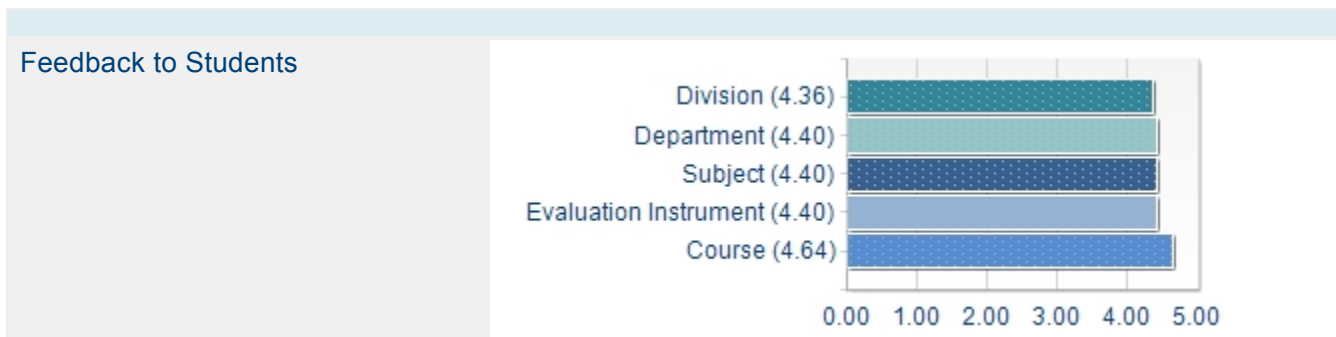 Feedback to Students
Division (4.36)
Department (4.40)
Subject (4.40)
Evaluation Instrument (4.40)
Course (4.64)
0.00 1.00 2.00 3.00 4.00 5.00